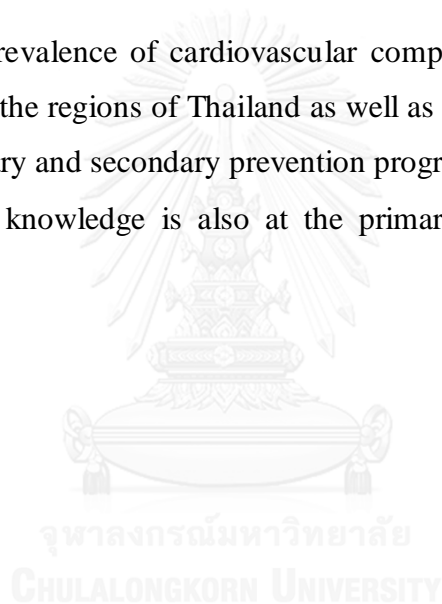 revalence of cardiovascular comp
the regions of Thailand as well as
ry and secondary prevention progr
knowledge is also at the primar
จุฬาลงกรณ์มหาวิทยาลัย
CHULALONGKORN UNIVERSITY